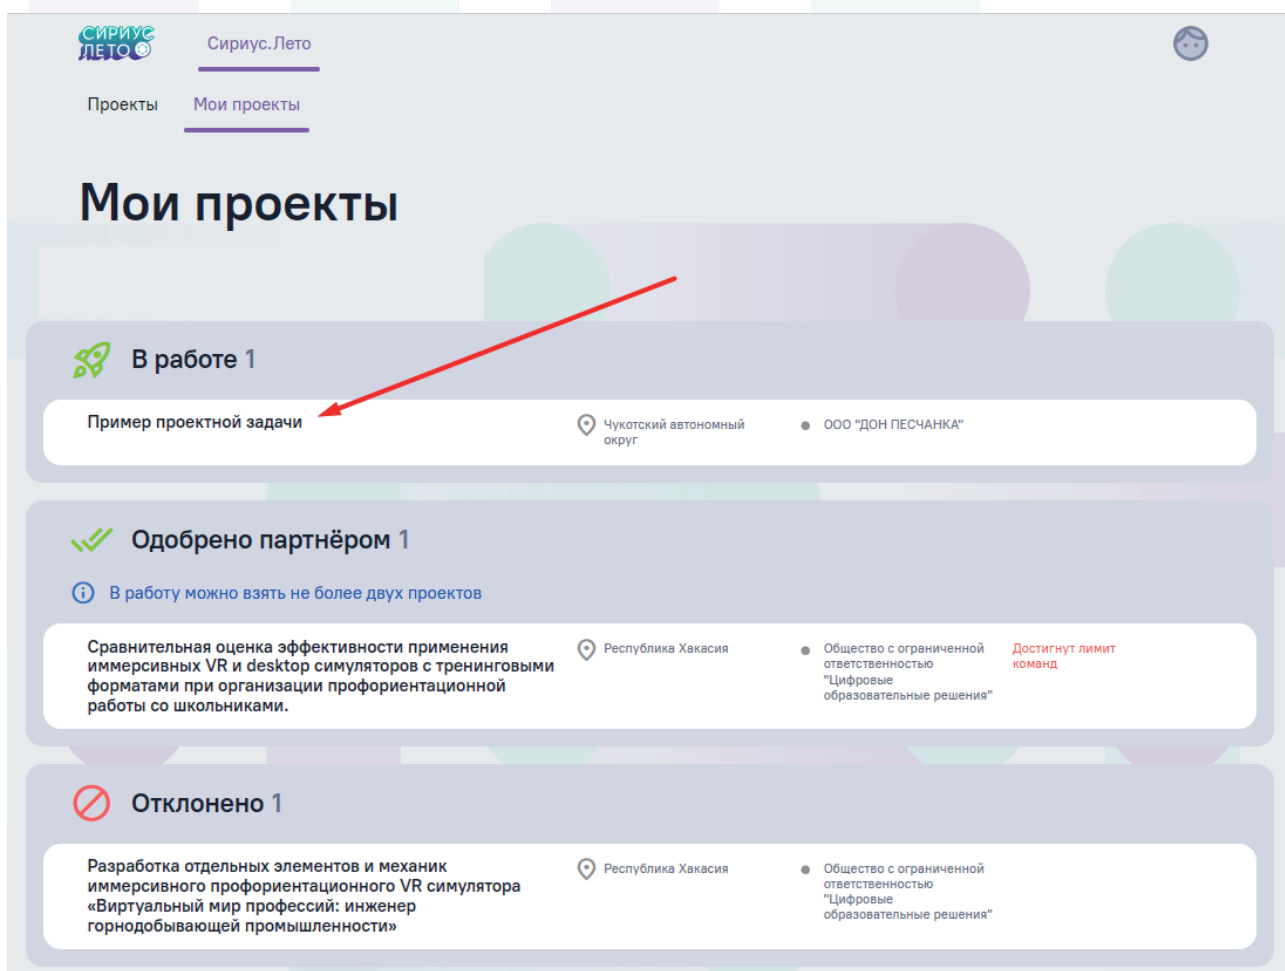 СИРИУС
ЛЕТО
Сириус.Лето
Проекты
Мои проекты
Мои проекты
В работе 1
Пример проектной задачи
Чукотский автономный
округ
ООО "ДОН ПЕСЧАНКА"
Одобрено партнёром 1
В работу можно взять не более двух проектов
Сравнительная оценка эффективности применения
иммерсивных VR и desktop симуляторов с тренинговыми
форматами при организации профориентационной
работы со школьниками.
Республика Хакасия
Общество с ограниченной
ответственностью
"Цифровые
образовательные решения"
Достигнут лимит
команд
Отклонено 1
Разработка отдельных элементов и механик
иммерсивного профориентационного VR симулятора
«Виртуальный мир профессий: инженер
горнодобывающей промышленности»
Республика Хакасия
Общество с ограниченной
ответственностью
"Цифровые
образовательные решения"